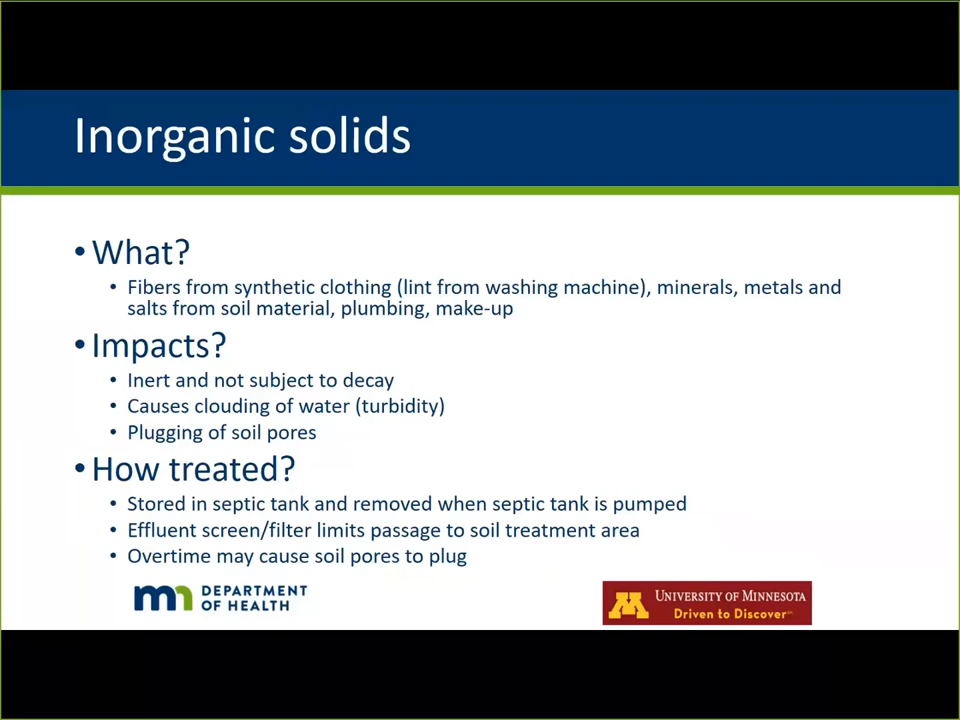 Inorganic solids
• What?
• Fibers from synthetic clothing (lint from washing machine), minerals, metals and
salts from soil material, plumbing, make-up
• Impacts?
• Inert and not subject to decay
• Causes clouding of water (turbidity)
• Plugging of soil pores
• How treated?
• Stored in septic tank and removed when septic tank is pumped
• Effluent screen/filter limits passage to soil treatment area
• Overtime may cause soil pores to plug
mn DEPARTMENT
OF HEALTH
M UNIVERSITY OF MINNESOTA
Driven to Discover